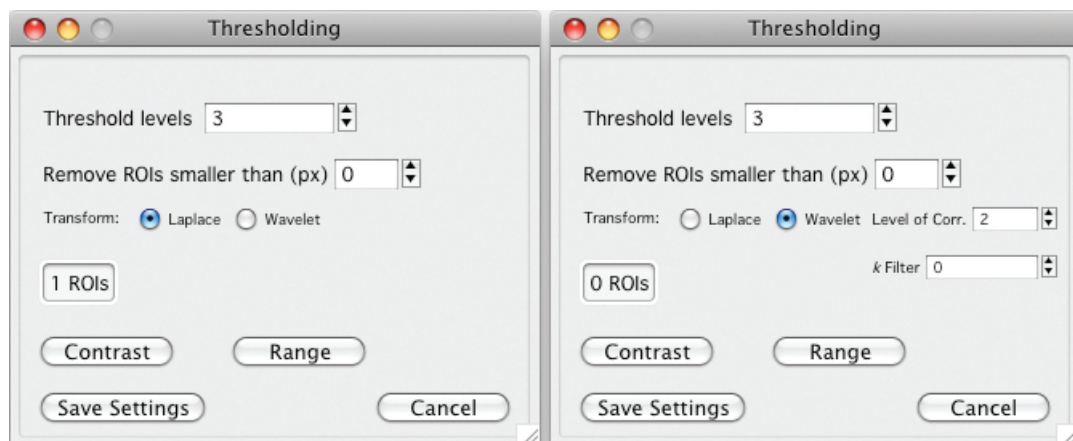 Thresholding
Threshold levels 3
Remove ROIs smaller than (px) 0
Transform: Laplace Wavelet
1 ROIs
Contrast Range
Save Settings Cancel
Thresholding
Threshold levels 3
Remove ROIs smaller than (px) 0
Transform: Laplace Wavelet Level of Corr. 2
k Filter 0
0 ROIs
Contrast Range
Save Settings Cancel